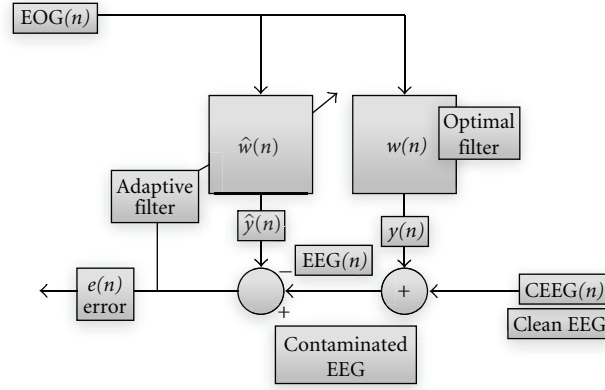 EOG(n)
ŵ(n)
w(n)
Optimal
filter
Adaptive
filter
ŷ(n)
y(n)
−
EEG(n)
+
+
e(n)
error
CEEG(n)
Clean EEG
Contaminated
EEG